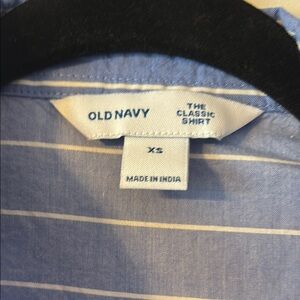 OLD NAVY
THE
CLASSIC
SHIRT
XS
MADE IN INDIA